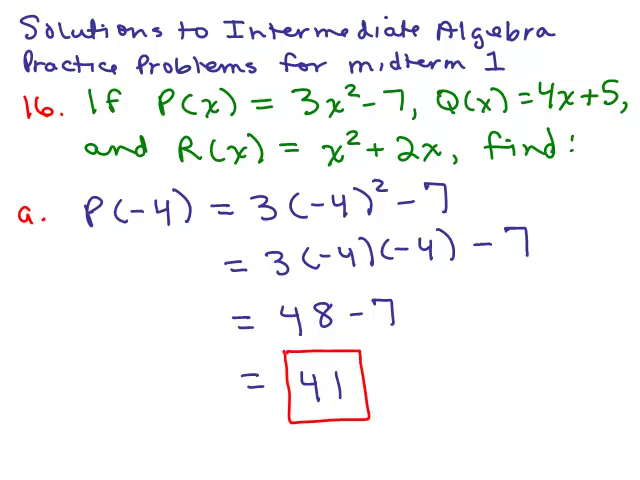 Solutions to Intermediate Algebra
Practice Problems for midterm 1
16. If P(x) = 3x² - 7, Q(x) = 4x + 5,
and R(x) = x² + 2x, find:
a. P(-4) = 3(-4)² - 7
= 3(-4)(-4) - 7
= 48 - 7
= 41